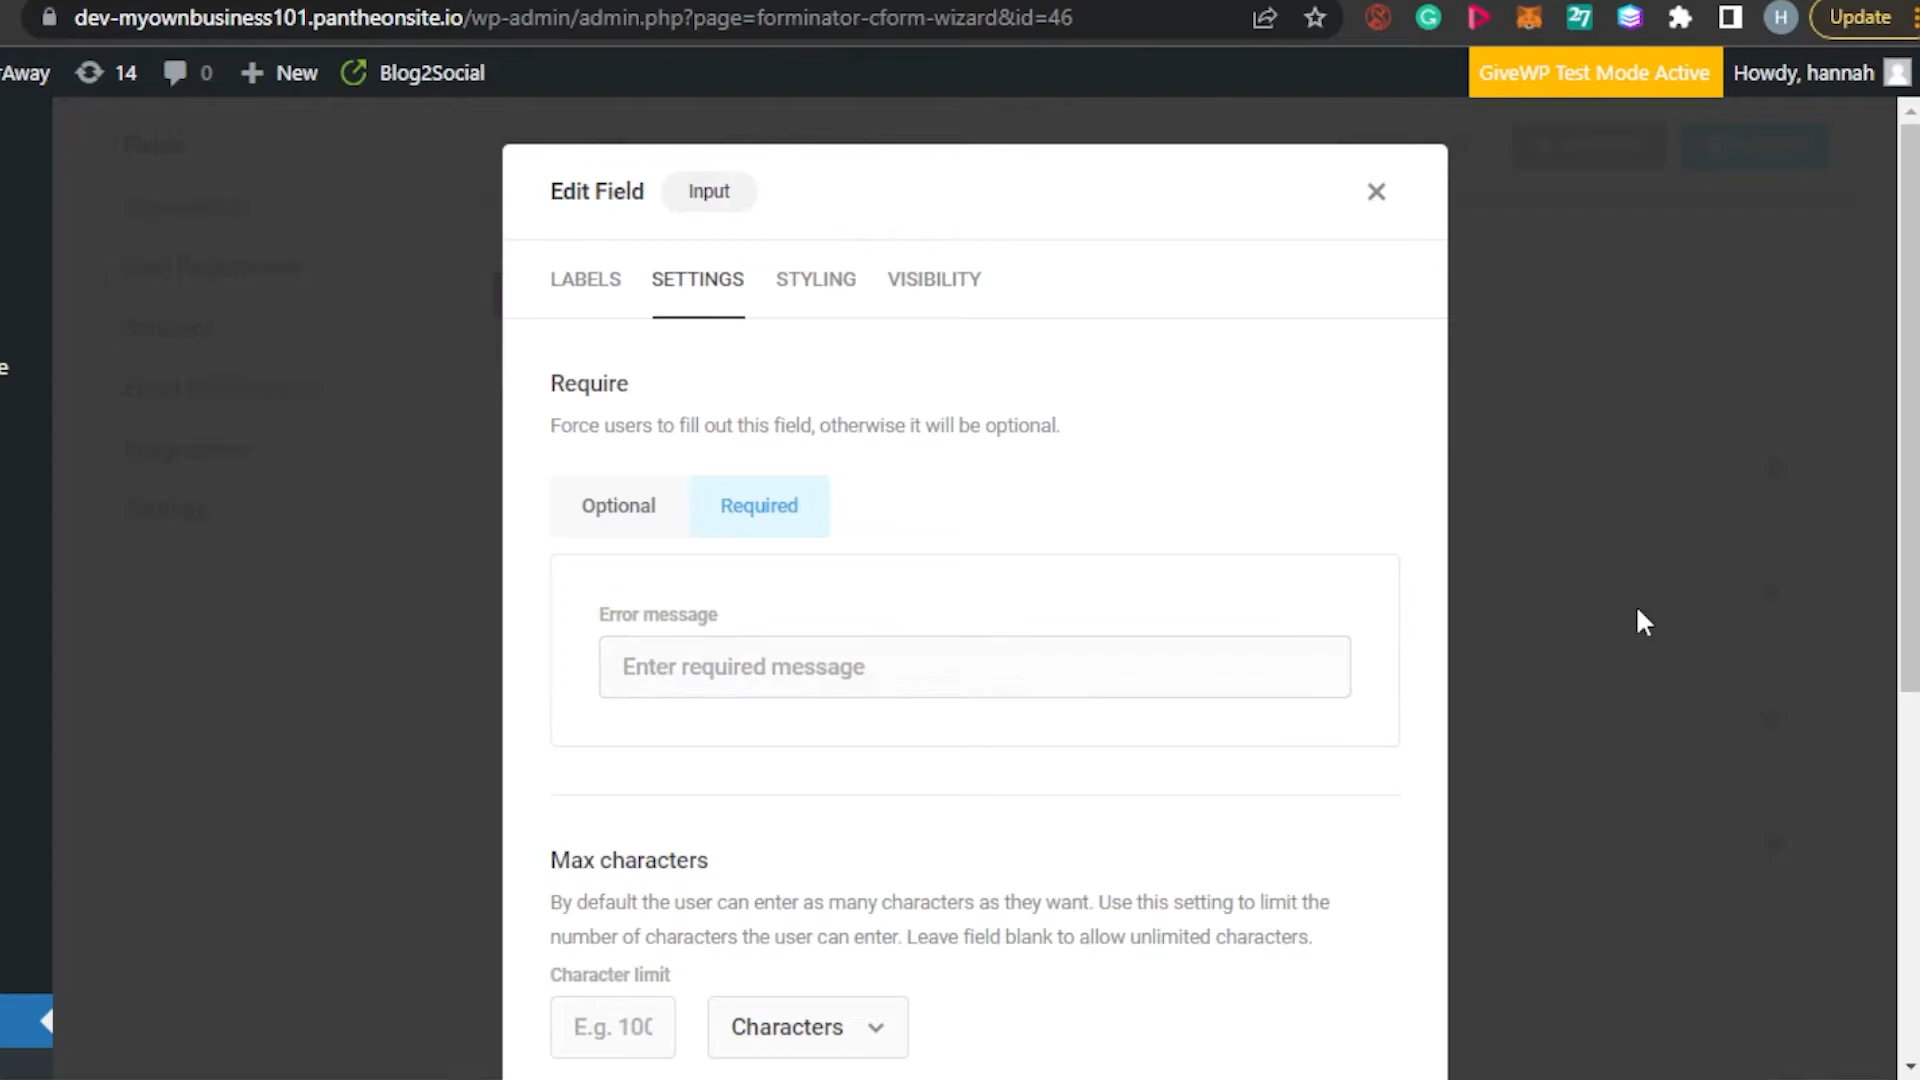 dev-myownbusiness101.pantheonsite.io/wp-admin/admin.php?page=forminator-cform-wizard&id=46
27
H
Update
rAway
14
0
New
Blog2Social
GiveWP Test Mode Active
Howdy, hannah
Edit Field
Input
LABELS
SETTINGS
STYLING
VISIBILITY
e
Require
Force users to fill out this field, otherwise it will be optional.
Optional
Required
Error message
Enter required message
Max characters
By default the user can enter as many characters as they want. Use this setting to limit the
number of characters the user can enter. Leave field blank to allow unlimited characters.
Character limit
E.g. 100
Characters